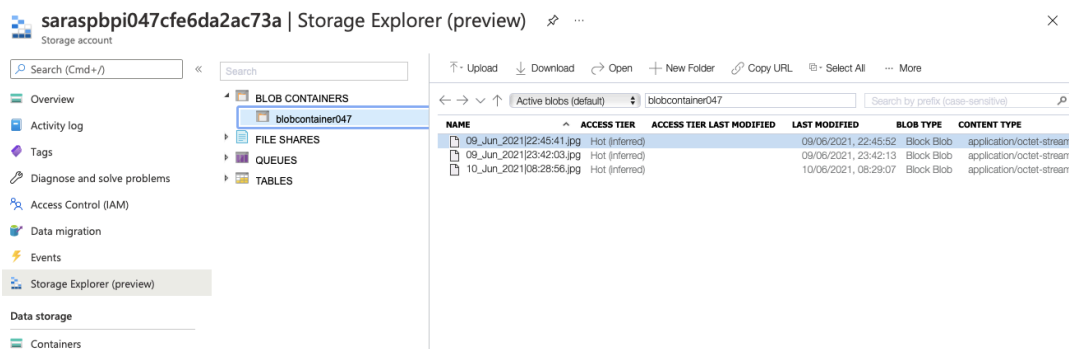 saraspbpi047cfe6da2ac73a | Storage Explorer (preview) ...
Storage account
Search (Cmd+/) «
Overview
Activity log
Tags
Diagnose and solve problems
Access Control (IAM)
Data migration
Events
Storage Explorer (preview)
Data storage
Containers
Search
BLOB CONTAINERS
blobcontainer047
FILE SHARES
QUEUES
TABLES
Upload Download Open New Folder Copy URL Select All ... More
Active blobs (default) blobcontainer047 Search by prefix (case-sensitive)
NAME ACCESS TIER ACCESS TIER LAST MODIFIED LAST MODIFIED BLOB TYPE CONTENT TYPE
09_Jun_2021|22:45:41.jpg Hot (inferred) 09/06/2021, 22:45:52 Block Blob application/octet-stream
09_Jun_2021|23:42:03.jpg Hot (inferred) 09/06/2021, 23:42:13 Block Blob application/octet-stream
10_Jun_2021|08:28:56.jpg Hot (inferred) 10/06/2021, 08:29:07 Block Blob application/octet-stream